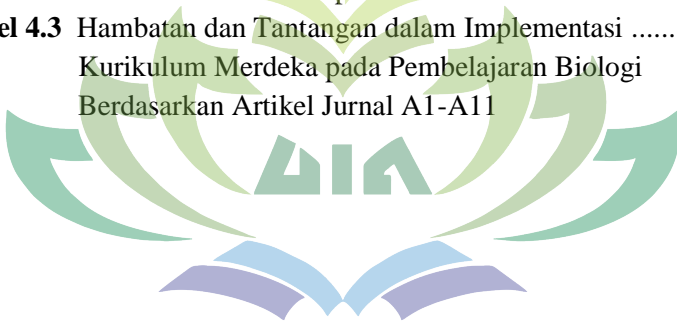 el 4.3 Hambatan dan Tantangan dalam Implementasi ......
Kurikulum Merdeka pada Pembelajaran Biologi
Berdasarkan Artikel Jurnal A1-A11